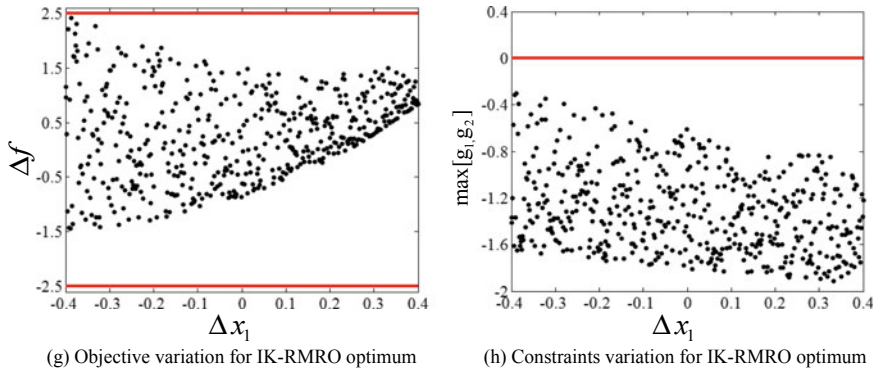 2.5
1.5
0.5
-0.5
-1.5
-2.5
Δf
-0.4 -0.3 -0.2 -0.1 0 0.1 0.2 0.3 0.4
Δx₁
(g) Objective variation for IK-RMRO optimum
0.4
0
-0.4
-0.8
-1.2
-1.6
-2
max[g₁,g₂]
-0.4 -0.3 -0.2 -0.1 0 0.1 0.2 0.3 0.4
Δx₁
(h) Constraints variation for IK-RMRO optimum